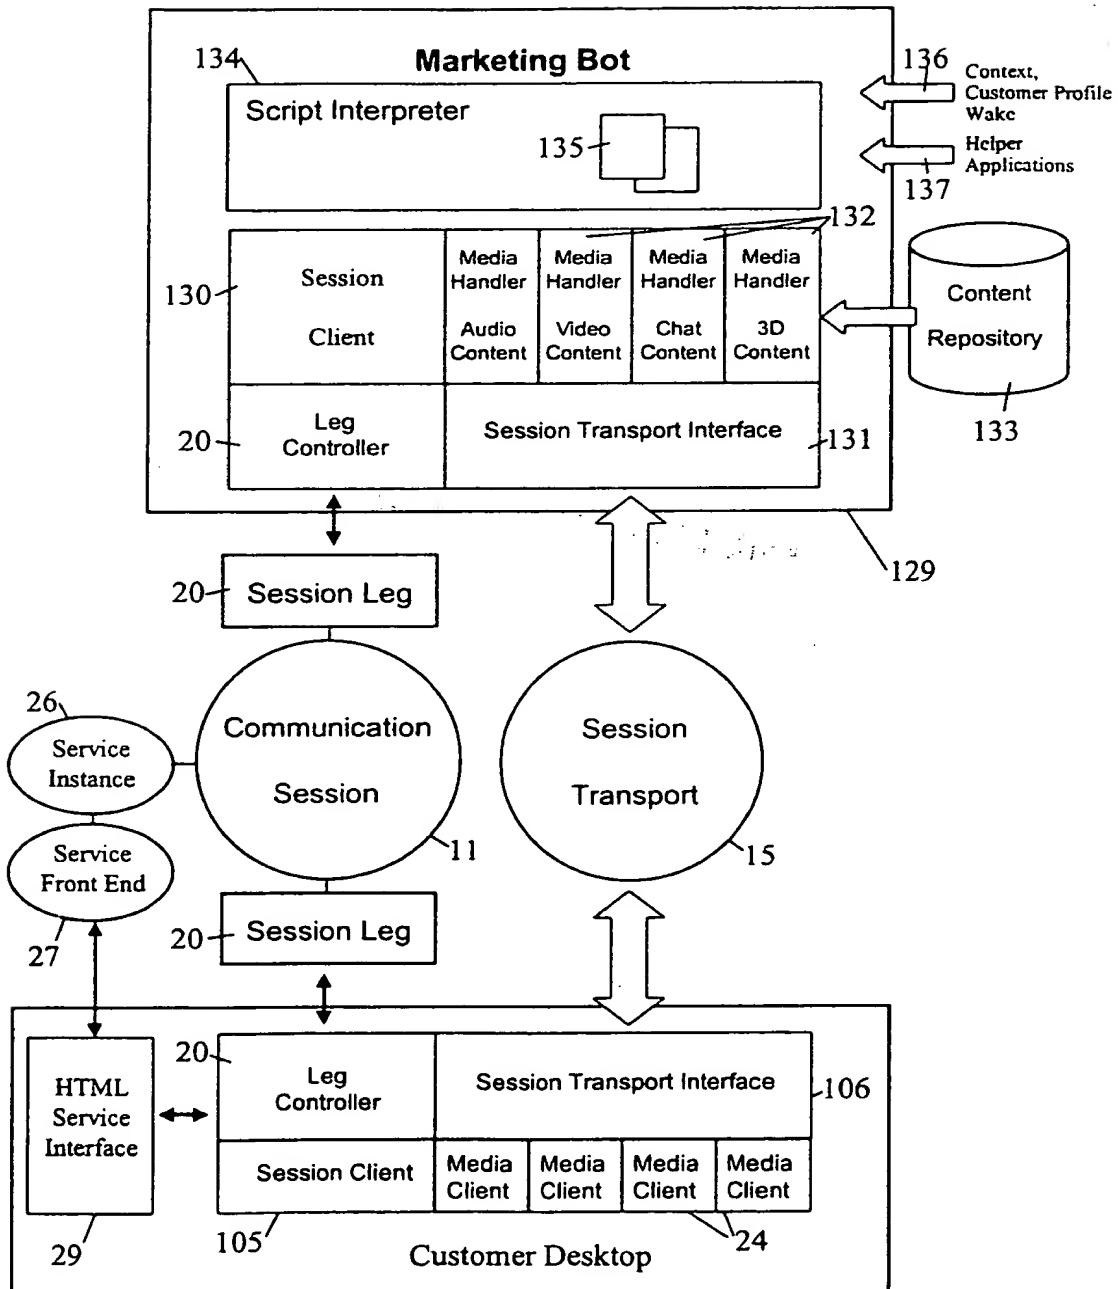 134
Marketing Bot
136
Context,
Customer Profile
Wake
Script Interpreter
135
Helper
Applications
137
132
130
Session
Client
Media
Handler
Audio
Content
Media
Handler
Video
Content
Media
Handler
Chat
Content
Media Handler
3D
Content
Content
Repository
133
20
Leg
Controller
Session Transport Interface
131
129
20
Session Leg
26
Service
Instance
Communication
Session
11
Session
Transport
15
Service
Front End
27
20
Session Leg
HTML
Service
Interface
29
20
Leg
Controller
Session Transport Interface
106
Session Client
105
Media
Client
Media
Client
Media
Client
Media
Client
24
Customer Desktop